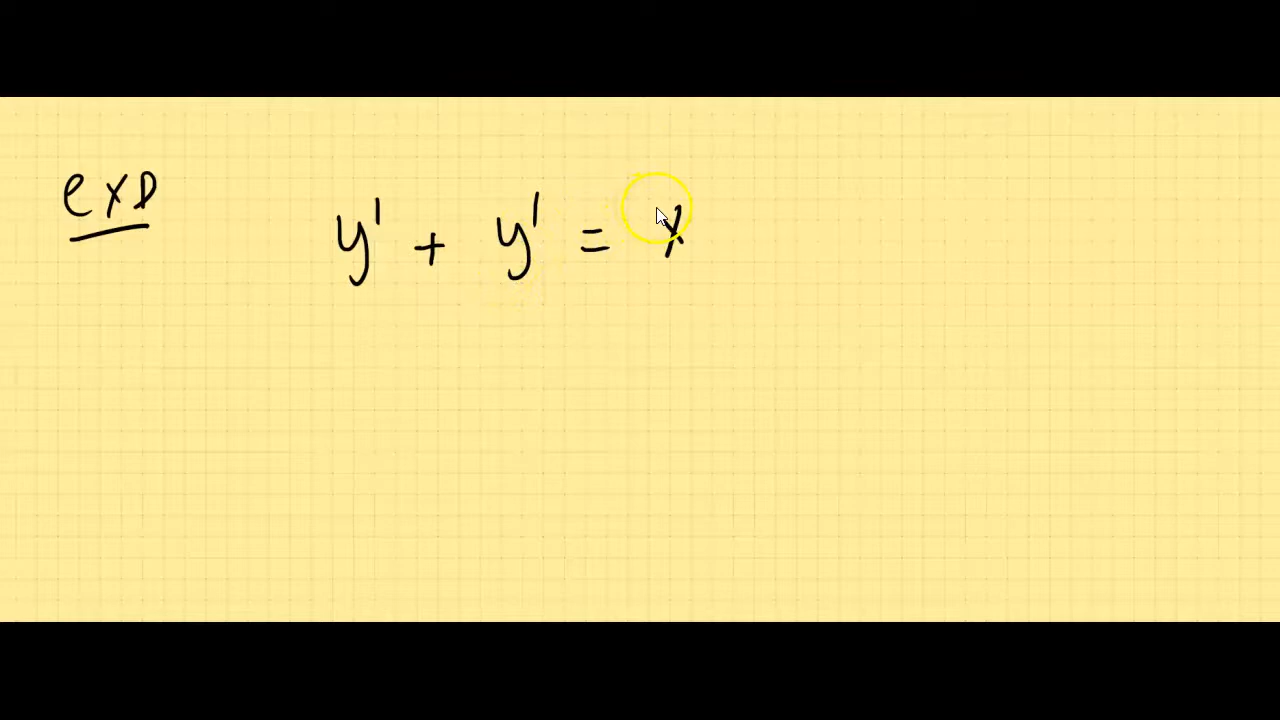 exp
y' + y' = x